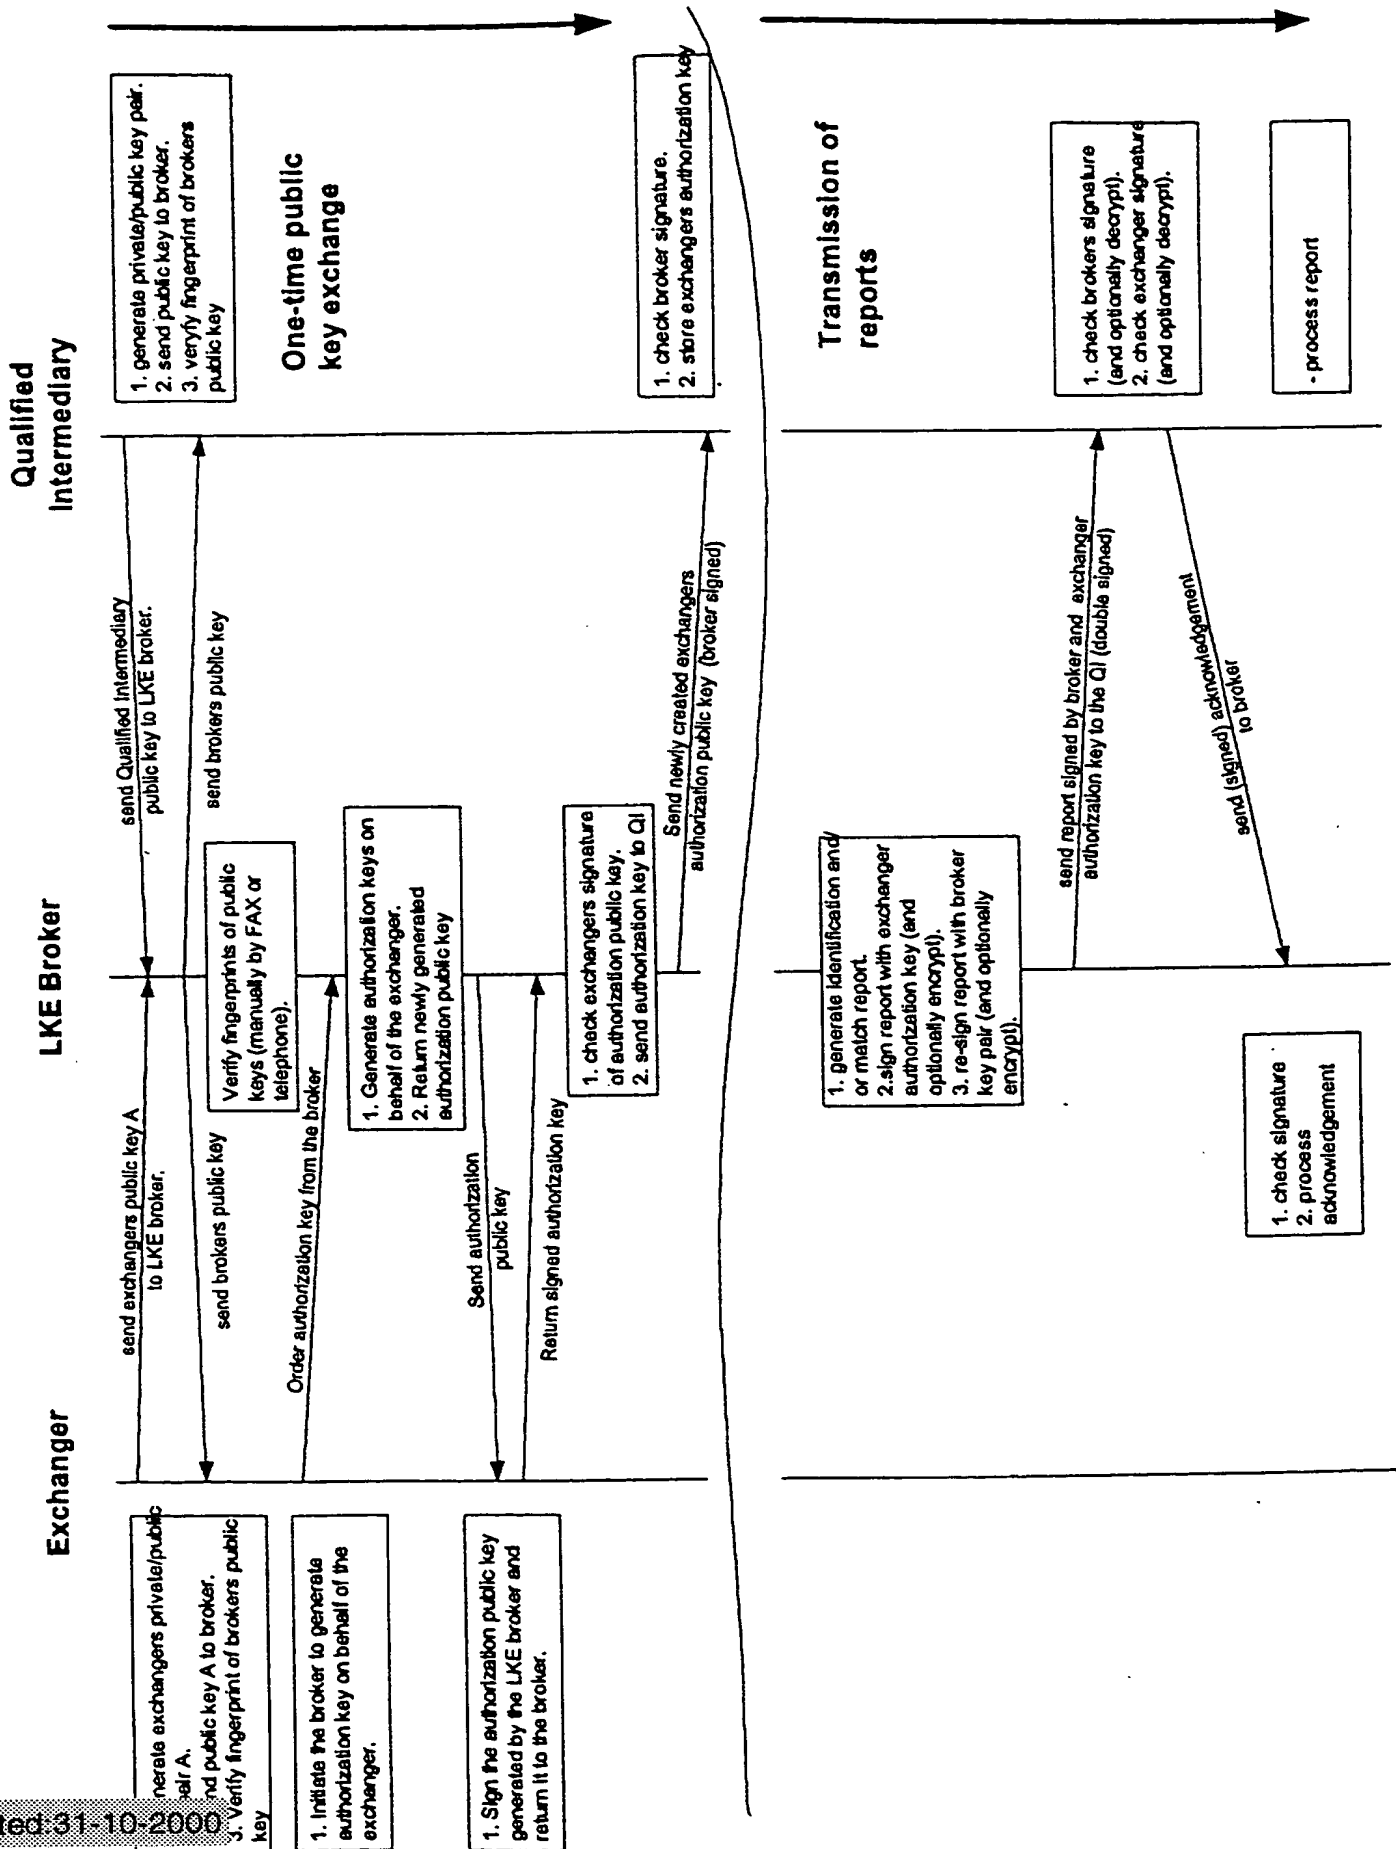 Exchanger
LKE Broker
Qualified
Intermediary
nerate exchangers private/public
air A.
nd public key A to broker.
3. Verify fingerprint of brokers public
key
send exchangers public key A
to LKE broker.
send Qualified Intermediary
public key to LKE broker.
1. generate private/public key pair.
2. send public key to broker.
3. veryfy fingerprint of brokers
public key
send brokers public key
send brokers public key
Verify fingerprints of public
keys (manually by FAX or
telephone).
One-time public
key exchange
1. Initiate the broker to generate
authorization key on behalf of the
exchanger.
Order authorization key from the broker
1. Generate authorization keys on
behalf of the exchanger.
2. Return newly generated
authorization public key
Send authorization
public key
1. Sign the authorization public key
generated by the LKE broker and
return it to the broker.
Return signed authorization key
1. check exchangers signature
of authorization public key.
2. send authorization key to QI
Send newly created exchangers
authorization public key (broker signed)
1. check broker signature.
2. store exchangers authorization key
Transmission of
reports
1. generate identification and
or match report.
2.sign report with exchanger
authorization key (and
optionally encrypt).
3. re-sign report with broker
key pair (and optionally
encrypt).
send report signed by broker and exchanger
authorization key to the QI (double signed)
1. check brokers signature
(and optionally decrypt).
2. check exchanger signature
(and optionally decrypt).
send (signed) acknowledgement
to broker
1. check signature
2. process
acknowledgement
- process report
ted:31-10-2000